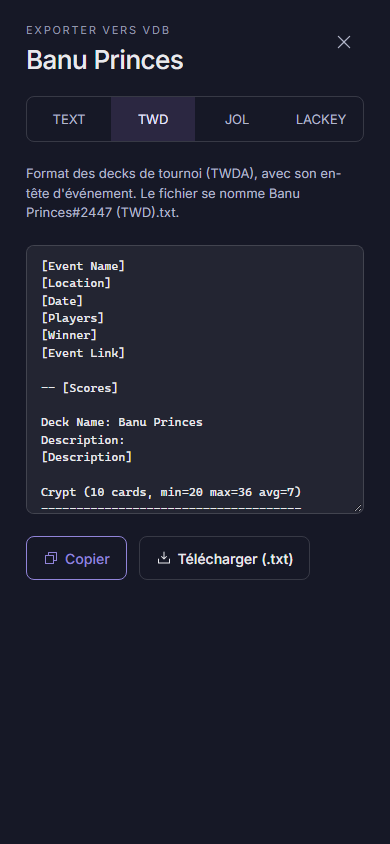 EXPORTER VERS VDB
Banu Princes
TEXT TWD JOL LACKEY
Format des decks de tournoi (TWDA), avec son en-
tête d'événement. Le fichier se nomme Banu
Princes#2447 (TWD).txt.
[Event Name]
[Location]
[Date]
[Players]
[Winner]
[Event Link]
-- [Scores]
Deck Name: Banu Princes
Description:
[Description]
Crypt (10 cards, min=20 max=36 avg=7)
-------------------------------------
Copier Télécharger (.txt)